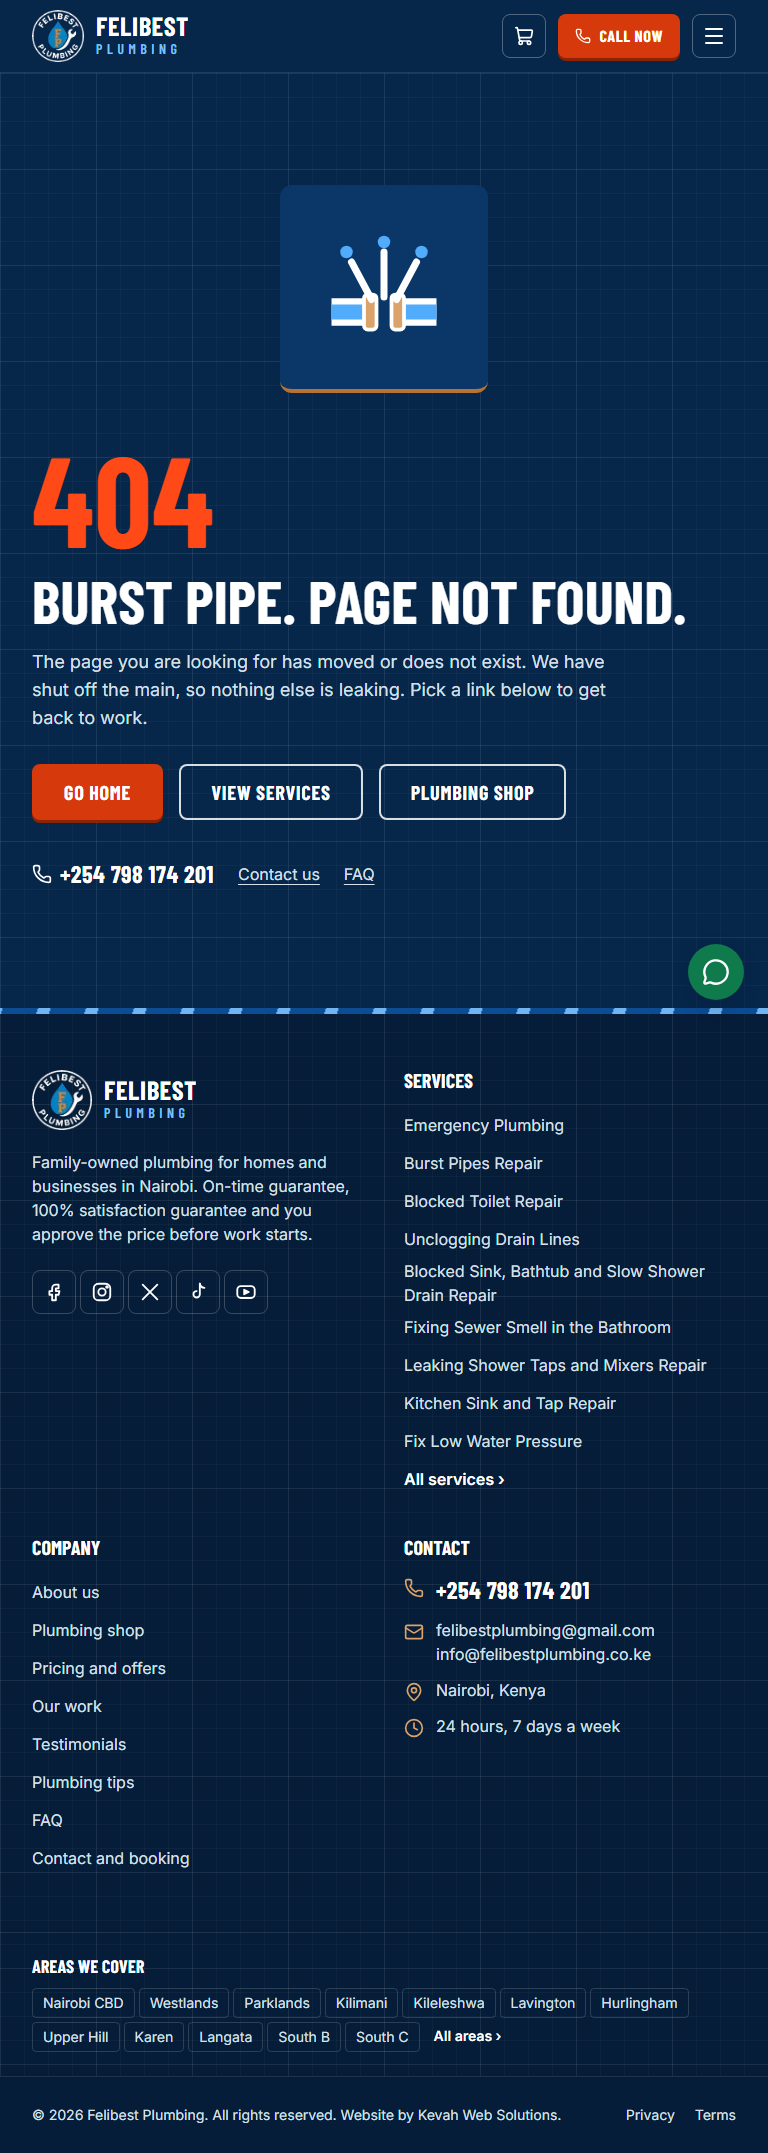 FELIBEST
PLUMBING
FELIBEST
PLUMBING
CALL NOW
404
BURST PIPE. PAGE NOT FOUND.
The page you are looking for has moved or does not exist. We have
shut off the main, so nothing else is leaking. Pick a link below to get
back to work.
GO HOME
VIEW SERVICES
PLUMBING SHOP
+254 798 174 201
Contact us
FAQ
FELIBEST
PLUMBING
FELIBEST
PLUMBING
Family-owned plumbing for homes and
businesses in Nairobi. On-time guarantee,
100% satisfaction guarantee and you
approve the price before work starts.
SERVICES
Emergency Plumbing
Burst Pipes Repair
Blocked Toilet Repair
Unclogging Drain Lines
Blocked Sink, Bathtub and Slow Shower
Drain Repair
Fixing Sewer Smell in the Bathroom
Leaking Shower Taps and Mixers Repair
Kitchen Sink and Tap Repair
Fix Low Water Pressure
All services ›
COMPANY
About us
Plumbing shop
Pricing and offers
Our work
Testimonials
Plumbing tips
FAQ
Contact and booking
CONTACT
+254 798 174 201
felibestplumbing@gmail.com
info@felibestplumbing.co.ke
Nairobi, Kenya
24 hours, 7 days a week
AREAS WE COVER
Nairobi CBD
Westlands
Parklands
Kilimani
Kileleshwa
Lavington
Hurlingham
Upper Hill
Karen
Langata
South B
South C
All areas ›
© 2026 Felibest Plumbing. All rights reserved. Website by Kevah Web Solutions.
Privacy
Terms